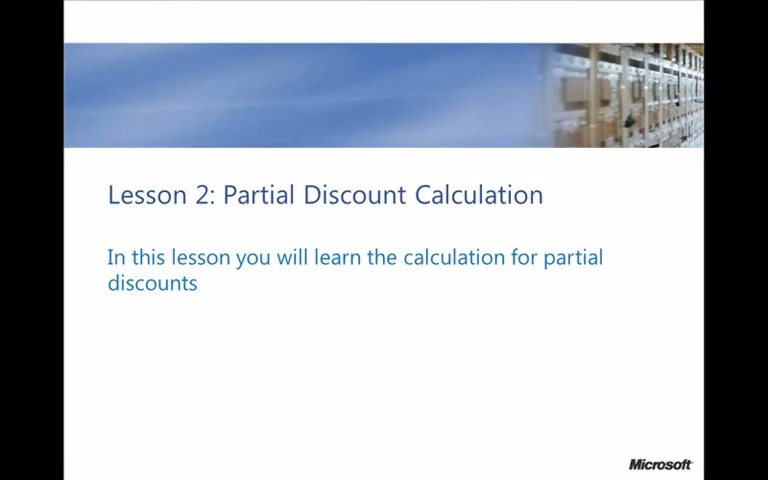 Lesson 2: Partial Discount Calculation
In this lesson you will learn the calculation for partial
discounts
Microsoft